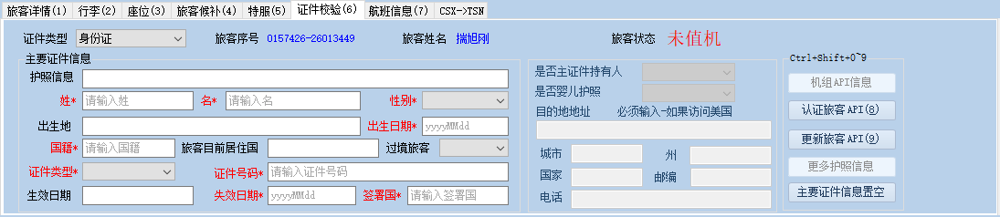 旅客详情(1) 行李(2) 座位(3) 旅客候补(4) 特服(5) 证件校验(6) 航班信息(7) CSX->TSN
证件类型 身份证 旅客序号 0157426-26013449 旅客姓名 揣旭刚 旅客状态 未值机
主要证件信息 Ctrl+Shift+0~9
护照信息 是否主证件持有人 机组API信息
姓* 请输入姓 名* 请输入名 性别* 是否婴儿护照
目的地地址 必须输入-如果访问美国 认证旅客API(8)
出生地 出生日期* yyyyMMdd
国籍* 请输入国籍 旅客目前居住国 过境旅客 城市 州 更新旅客API(9)
证件类型* 证件号码* 请输入证件号码 国家 邮编 更多护照信息
生效日期 失效日期* yyyyMMdd 签署国* 请输入签署国 电话 主要证件信息置空